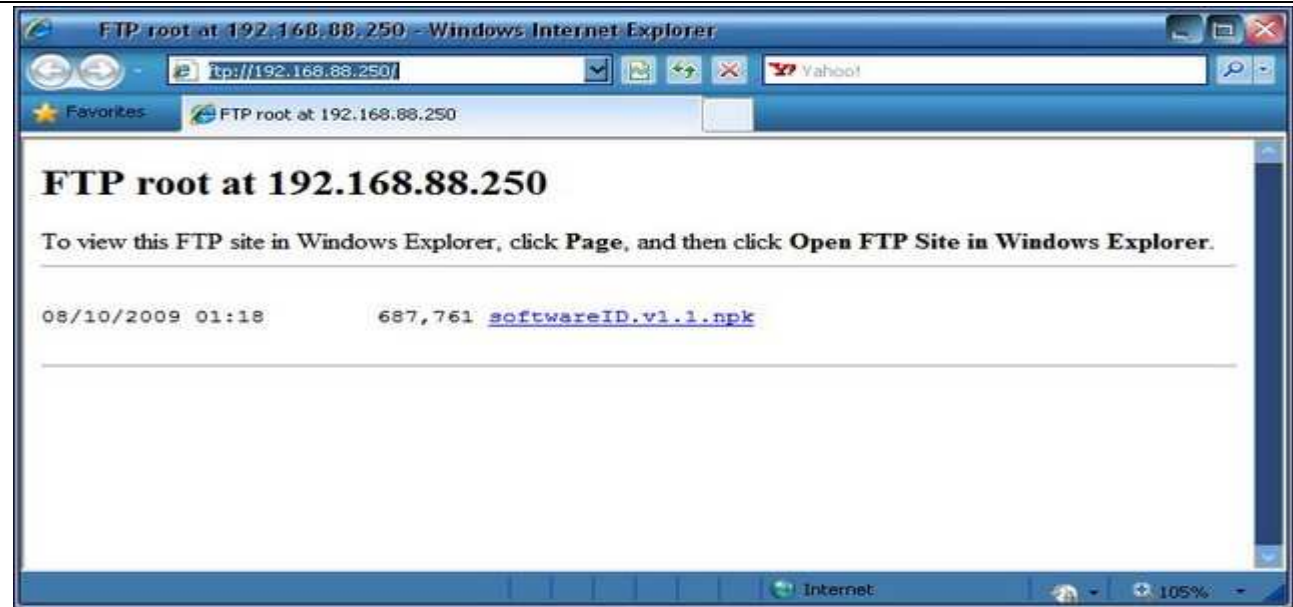 FTP root at 192.168.88.250 - Windows Internet Explorer
ftp://192.168.88.250/
Yahoo!
Favorites
FTP root at 192.168.88.250
FTP root at 192.168.88.250
To view this FTP site in Windows Explorer, click Page, and then click Open FTP Site in Windows Explorer.
08/10/2009 01:18 687,761 softwareID.v1.1.npk
Internet 105%